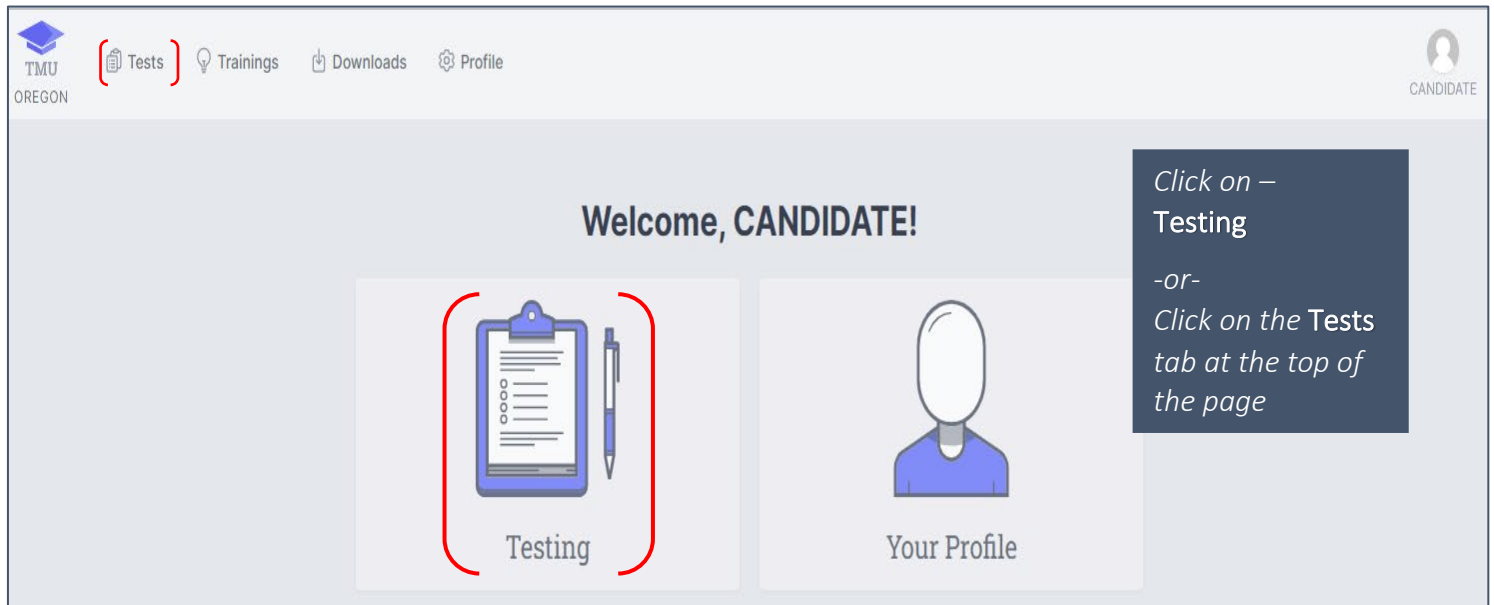 TMU
OREGON
Tests Trainings Downloads Profile
CANDIDATE
Welcome, CANDIDATE!
Click on –
Testing
-or-
Click on the Tests
tab at the top of
the page
Testing
Your Profile